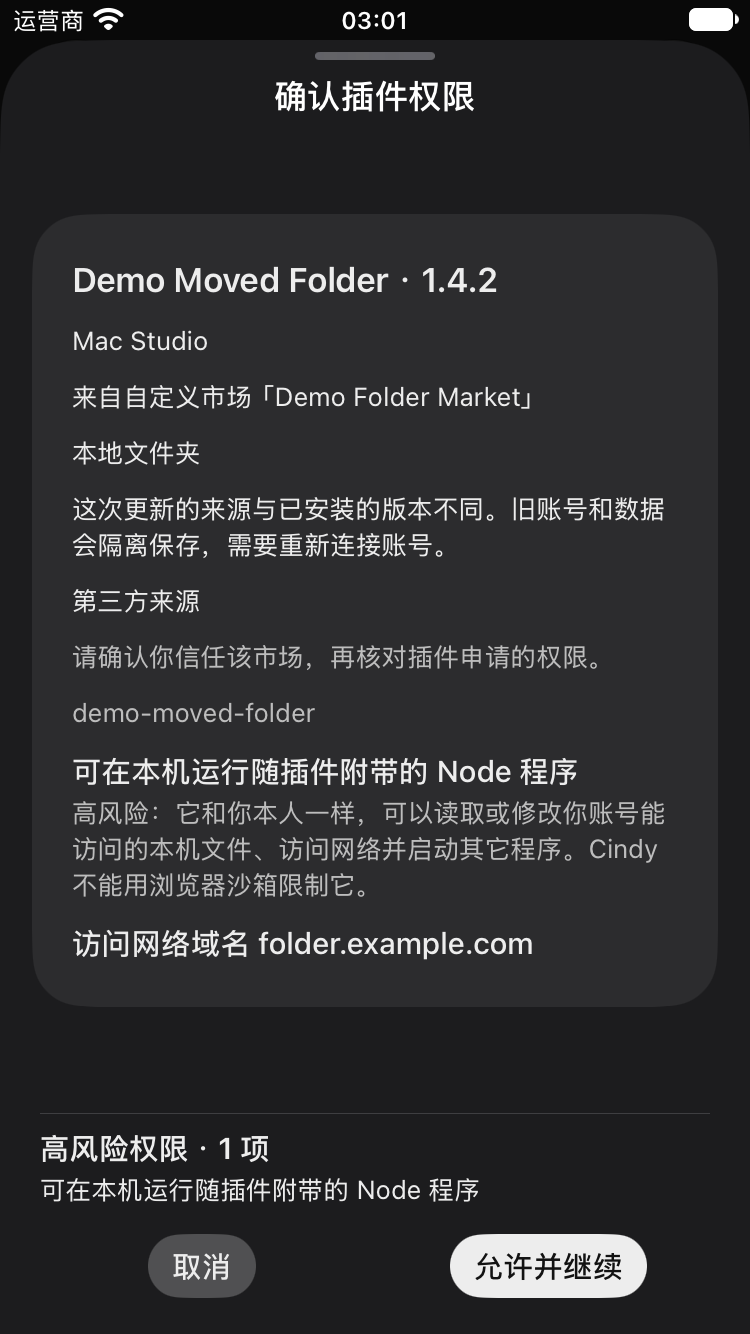 运营商
03:01
确认插件权限
Demo Moved Folder · 1.4.2
Mac Studio
来自自定义市场「Demo Folder Market」
本地文件夹
这次更新的来源与已安装的版本不同。旧账号和数据
会隔离保存，需要重新连接账号。
第三方来源
请确认你信任该市场，再核对插件申请的权限。
demo-moved-folder
可在本机运行随插件附带的 Node 程序
高风险：它和你本人一样，可以读取或修改你账号能
访问的本机文件、访问网络并启动其它程序。Cindy
不能用浏览器沙箱限制它。
访问网络域名 folder.example.com
高风险权限 · 1 项
可在本机运行随插件附带的 Node 程序
取消
允许并继续